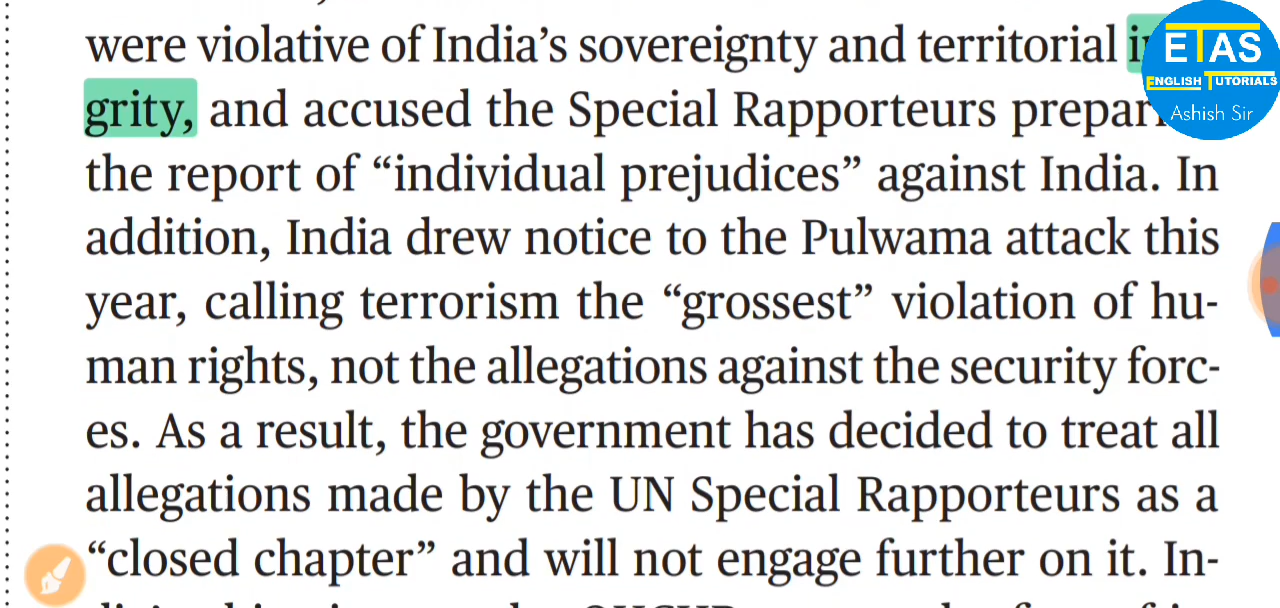 were violative of India’s sovereignty and territorial
grity, and accused the Special Rapporteurs
the report of “individual prejudices” against India. In
addition, India drew notice to the Pulwama attack this
year, calling terrorism the “grossest” violation of hu-
man rights, not the allegations against the security forc-
es. As a result, the government has decided to treat all
allegations made by the UN Special Rapporteurs as a
“closed chapter” and will not engage further on it. In-
ETAS
ENGLISH TUTORIALS
Ashish Sir